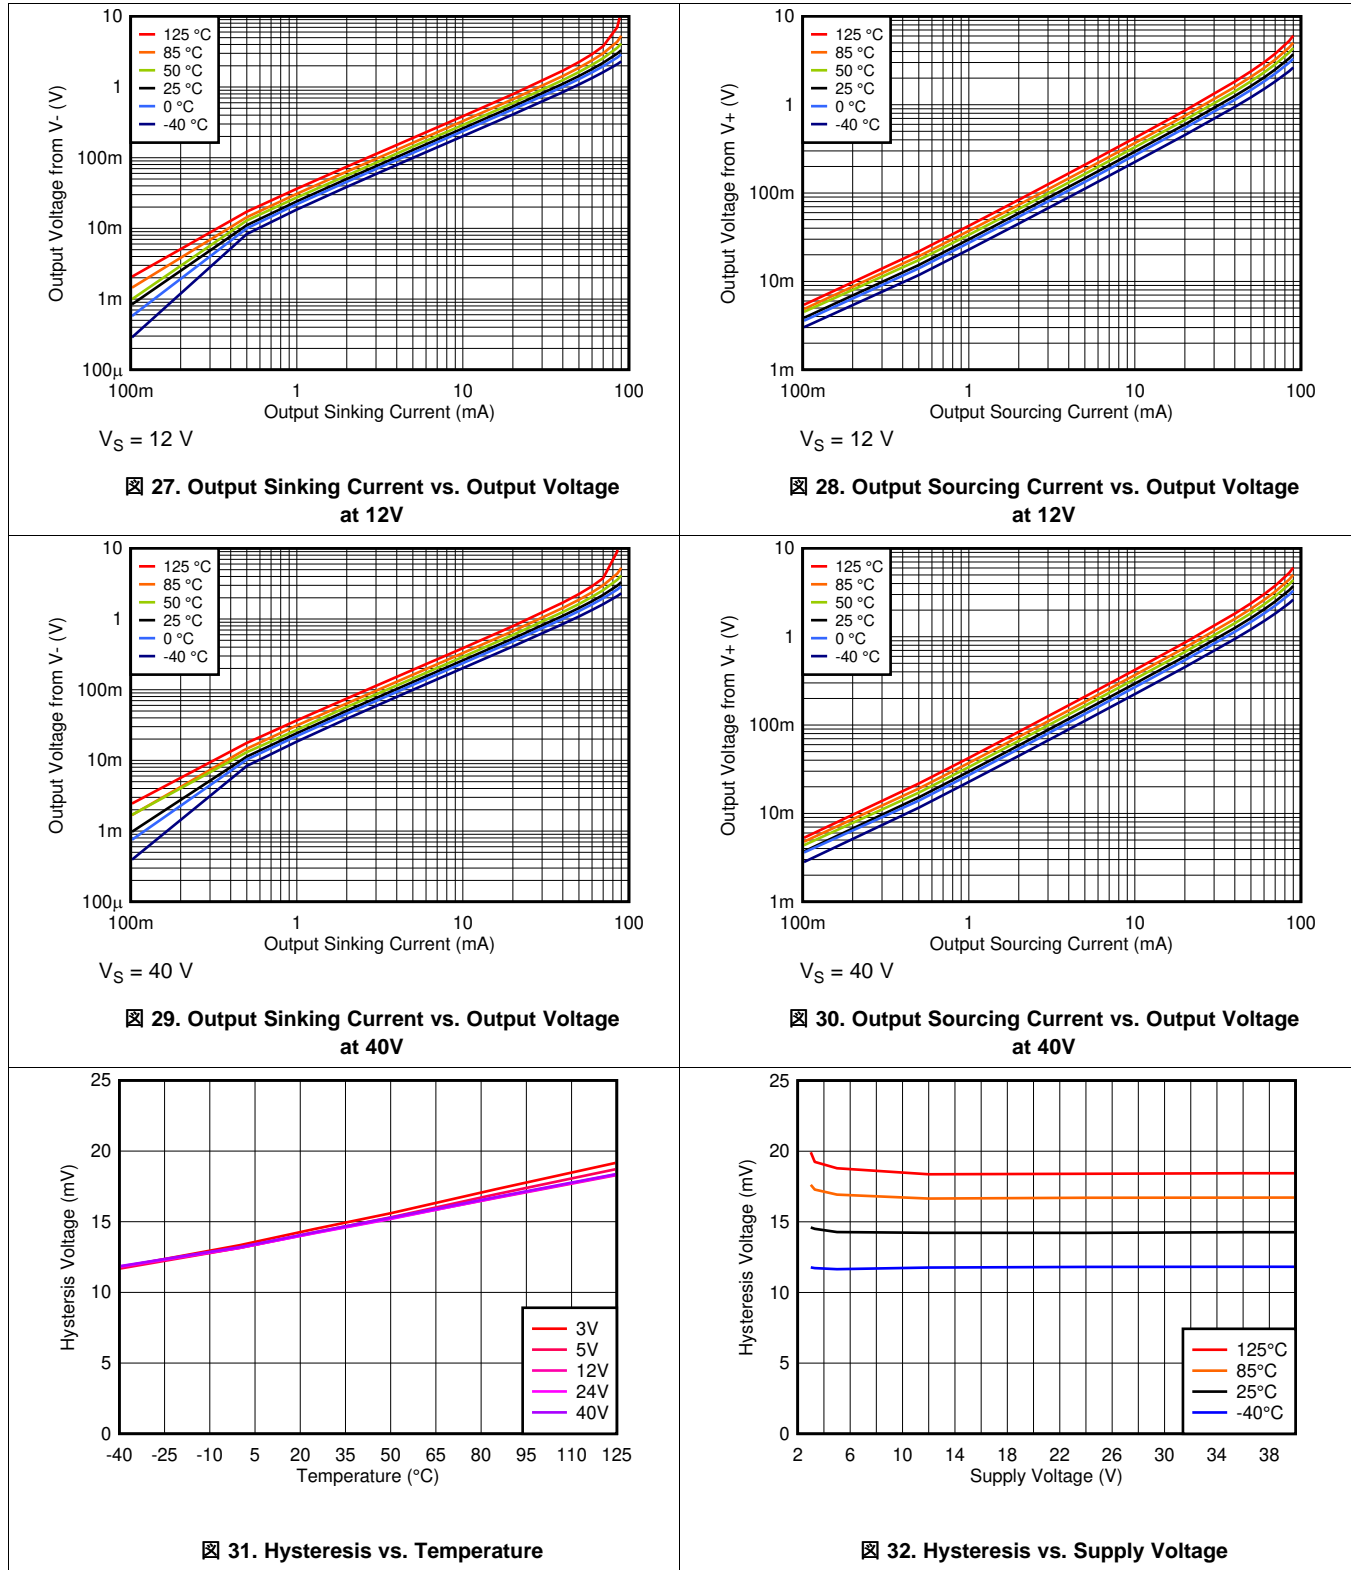 10
1
100m
10m
1m
100μ
Output Voltage from V- (V)
125 °C
85 °C
50 °C
25 °C
0 °C
-40 °C
100m 1 10 100
Output Sinking Current (mA)
VS = 12 V
図 27. Output Sinking Current vs. Output Voltage
at 12V
10
1
100m
10m
1m
Output Voltage from V+ (V)
125 °C
85 °C
50 °C
25 °C
0 °C
-40 °C
100m 1 10 100
Output Sourcing Current (mA)
VS = 12 V
図 28. Output Sourcing Current vs. Output Voltage
at 12V
10
1
100m
10m
1m
100μ
Output Voltage from V- (V)
125 °C
85 °C
50 °C
25 °C
0 °C
-40 °C
100m 1 10 100
Output Sinking Current (mA)
VS = 40 V
図 29. Output Sinking Current vs. Output Voltage
at 40V
10
1
100m
10m
1m
Output Voltage from V+ (V)
125 °C
85 °C
50 °C
25 °C
0 °C
-40 °C
100m 1 10 100
Output Sourcing Current (mA)
VS = 40 V
図 30. Output Sourcing Current vs. Output Voltage
at 40V
25
20
15
10
5
0
Hystersis Voltage (mV)
3V
5V
12V
24V
40V
-40 -25 -10 5 20 35 50 65 80 95 110 125
Temperature (°C)
図 31. Hysteresis vs. Temperature
25
20
15
10
5
0
Hysteresis Voltage (mV)
125°C
85°C
25°C
-40°C
2 6 10 14 18 22 26 30 34 38
Supply Voltage (V)
図 32. Hysteresis vs. Supply Voltage